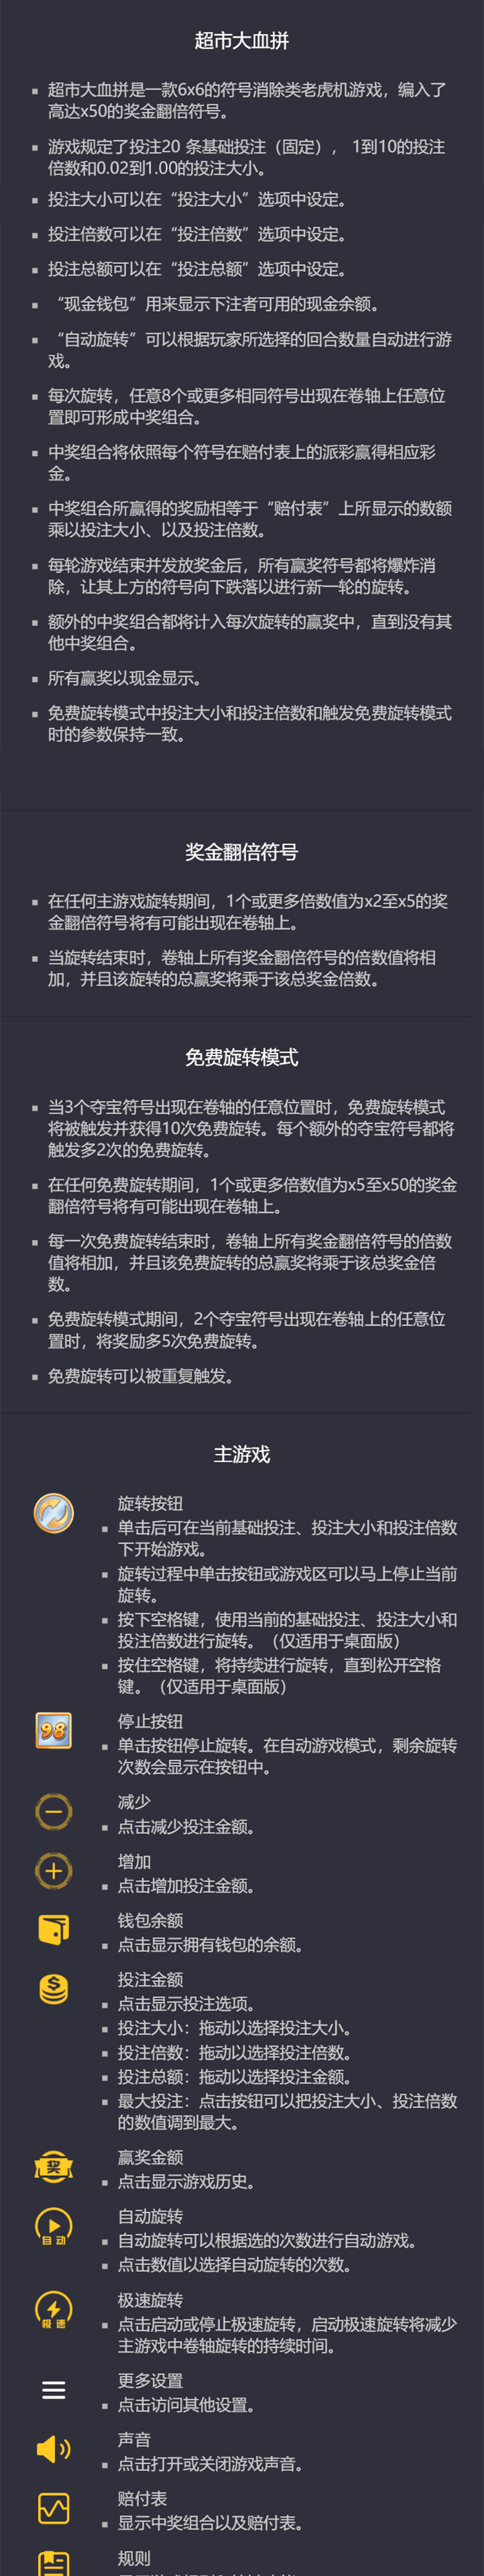 超市大血拼
超市大血拼是一款6x6的符号消除类老虎机游戏，编入了
高达x50的奖金翻倍符号。
游戏规定了投注20 条基础投注（固定）， 1到10的投注
倍数和0.02到1.00的投注大小。
投注大小可以在“投注大小”选项中设定。
投注倍数可以在“投注倍数”选项中设定。
投注总额可以在“投注总额”选项中设定。
“现金钱包”用来显示下注者可用的现金余额。
“自动旋转”可以根据玩家所选择的回合数量自动进行游
戏。
每次旋转，任意8个或更多相同符号出现在卷轴上任意位
置即可形成中奖组合。
中奖组合将依照每个符号在赔付表上的派彩赢得相应彩
金。
中奖组合所赢得的奖励相等于“赔付表”上所显示的数额
乘以投注大小、以及投注倍数。
每轮游戏结束并发放奖金后，所有赢奖符号都将爆炸消
除，让其上方的符号向下跌落以进行新一轮的旋转。
额外的中奖组合都将计入每次旋转的赢奖中，直到没有其
他中奖组合。
所有赢奖以现金显示。
免费旋转模式中投注大小和投注倍数和触发免费旋转模式
时的参数保持一致。
奖金翻倍符号
在任何主游戏旋转期间，1个或更多倍数值为x2至x5的奖
金翻倍符号将有可能出现在卷轴上。
当旋转结束时，卷轴上所有奖金翻倍符号的倍数值将相
加，并且该旋转的总赢奖将乘于该总奖金倍数。
免费旋转模式
当3个夺宝符号出现在卷轴的任意位置时，免费旋转模式
将被触发并获得10次免费旋转。每个额外的夺宝符号都将
触发多2次的免费旋转。
在任何免费旋转期间，1个或更多倍数值为x5至x50的奖金
翻倍符号将有可能出现在卷轴上。
每一次免费旋转结束时，卷轴上所有奖金翻倍符号的倍数
值将相加，并且该免费旋转的总赢奖将乘于该总奖金倍
数。
免费旋转模式期间，2个夺宝符号出现在卷轴上的任意位
置时，将奖励多5次免费旋转。
免费旋转可以被重复触发。
主游戏
旋转按钮
单击后可在当前基础投注、投注大小和投注倍数
下开始游戏。
旋转过程中单击按钮或游戏区可以马上停止当前
旋转。
按下空格键，使用当前的基础投注、投注大小和
投注倍数进行旋转。（仅适用于桌面版）
按住空格键，将持续进行旋转，直到松开空格
键。（仅适用于桌面版）
98
停止按钮
单击按钮停止旋转。在自动游戏模式，剩余旋转
次数会显示在按钮中。
减少
点击减少投注金额。
增加
点击增加投注金额。
钱包余额
点击显示拥有钱包的余额。
投注金额
点击显示投注选项。
投注大小：拖动以选择投注大小。
投注倍数：拖动以选择投注倍数。
投注总额：拖动以选择投注金额。
最大投注：点击按钮可以把投注大小、投注倍数
的数值调到最大。
奖
赢奖金额
点击显示游戏历史。
自动
自动旋转
自动旋转可以根据选的次数进行自动游戏。
点击数值以选择自动旋转的次数。
极速
极速旋转
点击启动或停止极速旋转，启动极速旋转将减少
主游戏中卷轴旋转的持续时间。
更多设置
点击访问其他设置。
声音
点击打开或关闭游戏声音。
赔付表
显示中奖组合以及赔付表。
规则